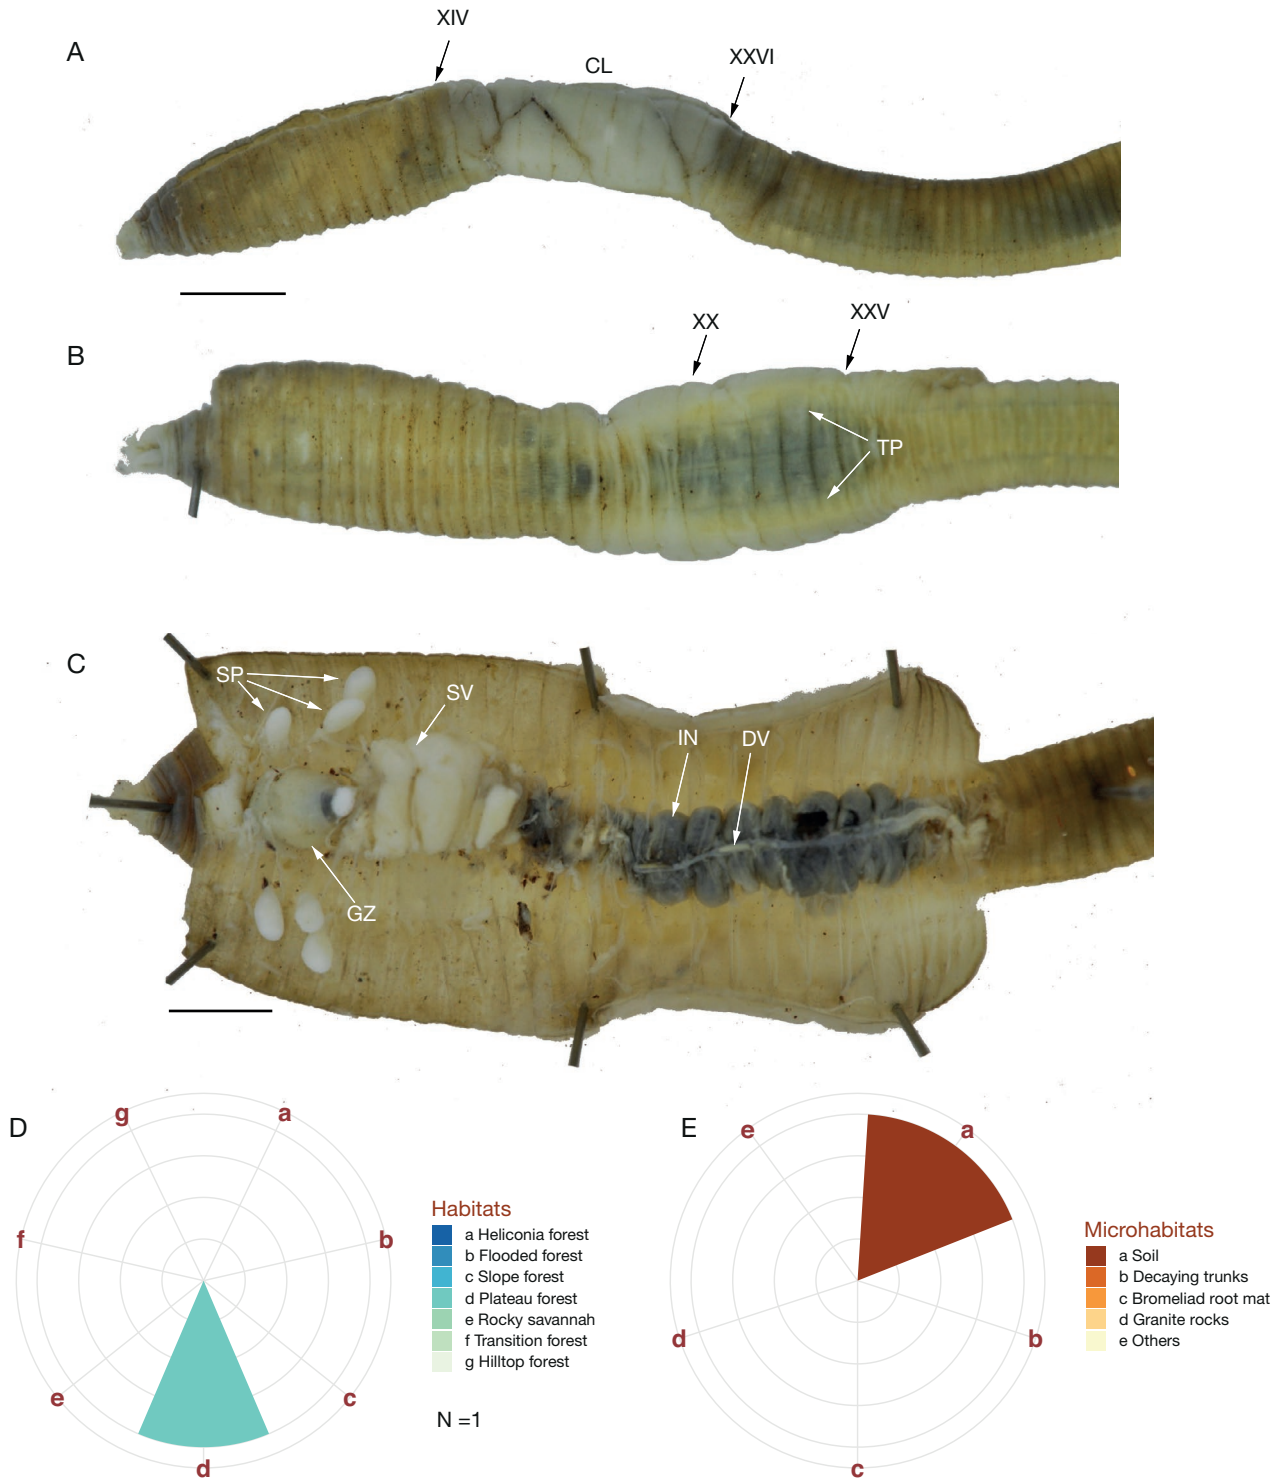 A
XIV
CL
XXVI
B
XX
XXV
TP
C
SP
SV
IN
DV
GZ
D
g
a
f
b
e
c
d
Habitats
a Heliconia forest
b Flooded forest
c Slope forest
d Plateau forest
e Rocky savannah
f Transition forest
g Hilltop forest
N =1
E
e
a
d
b
c
Microhabitats
a Soil
b Decaying trunks
c Bromeliad root mat
d Granite rocks
e Others